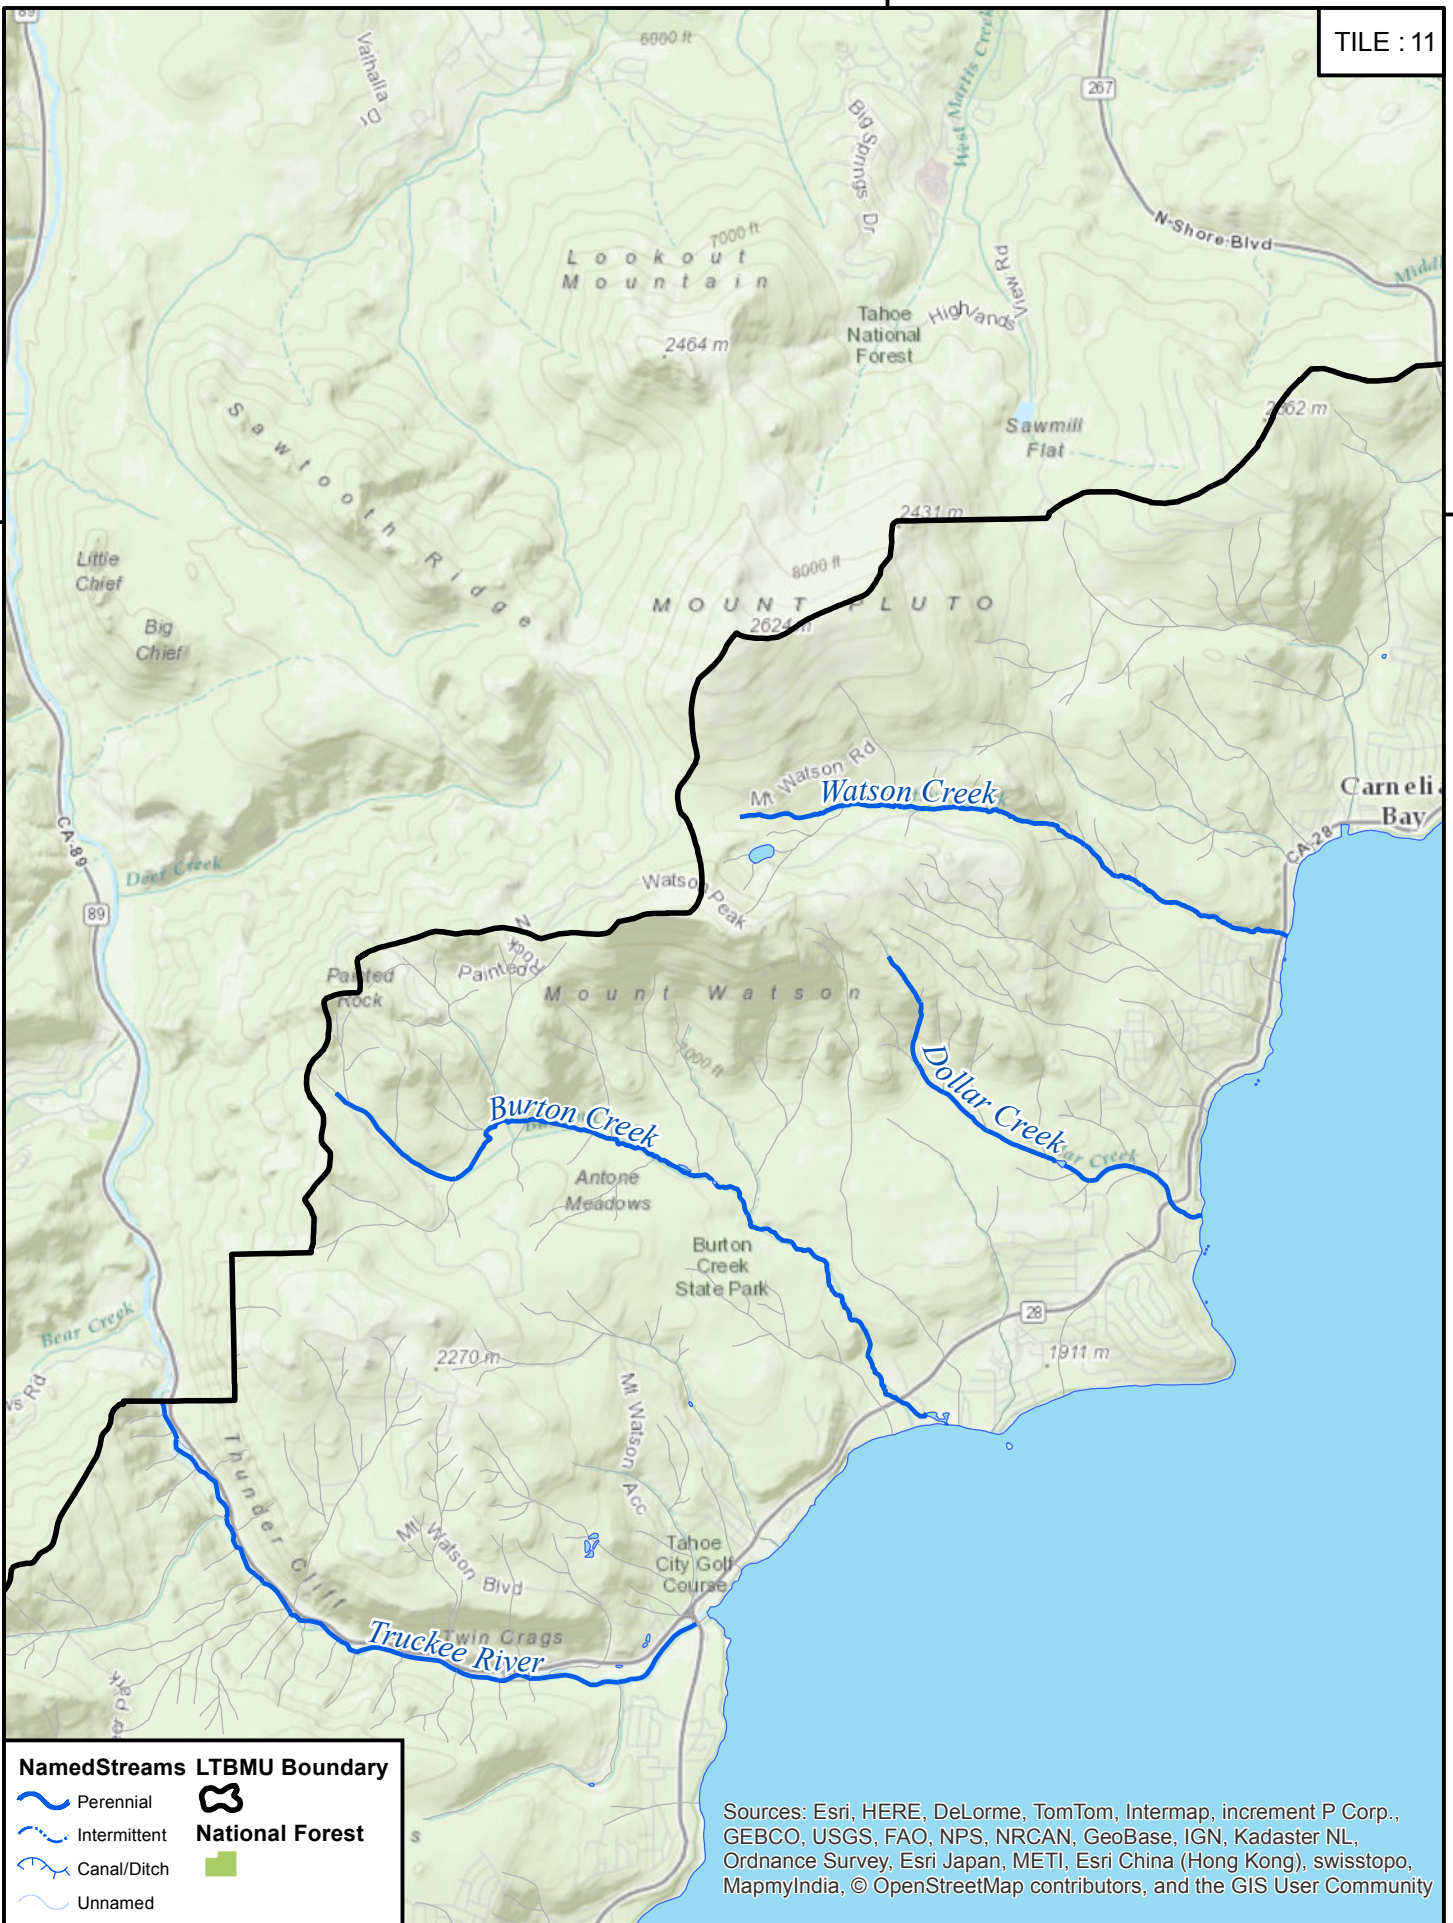 89
TILE : 11
6000 ft
Valhalla Dr
West Martis Creek
267
Big Springs Dr
N Shore Blvd
7000 ft
Lookout
Mountain
Highlands View Rd
Tahoe
National
Forest
2464 m
Sawmill
Flat
Sawtooth Ridge
2431 m
8000 ft
Little
Chief
Big
Chief
MOUNT PLUTO
2624 m
Mt Watson Rd
Watson Creek
Carneli
Bay
CA-28
CA-89
Deer Creek
89
Watson Peak
Painted Rock N
Painted
Rock
Mount Watson
7000 ft
Dollar Creek
lar Creek
Burton Creek
Antone
Meadows
Burton
Creek
State Park
28
Bear Creek
1911 m
2270 m
ws Rd
Mt Watson Acc
Thunder Cliff
Mt Watson Blvd
Tahoe
City Golf
Course
Twin Crags
Truckee River
NamedStreams
Perennial
Intermittent
Canal/Ditch
Unnamed
LTBMU Boundary
National Forest
s
Sources: Esri, HERE, DeLorme, TomTom, Intermap, increment P Corp.,
GEBCO, USGS, FAO, NPS, NRCAN, GeoBase, IGN, Kadaster NL,
Ordnance Survey, Esri Japan, METI, Esri China (Hong Kong), swisstopo,
MapmyIndia, © OpenStreetMap contributors, and the GIS User Community